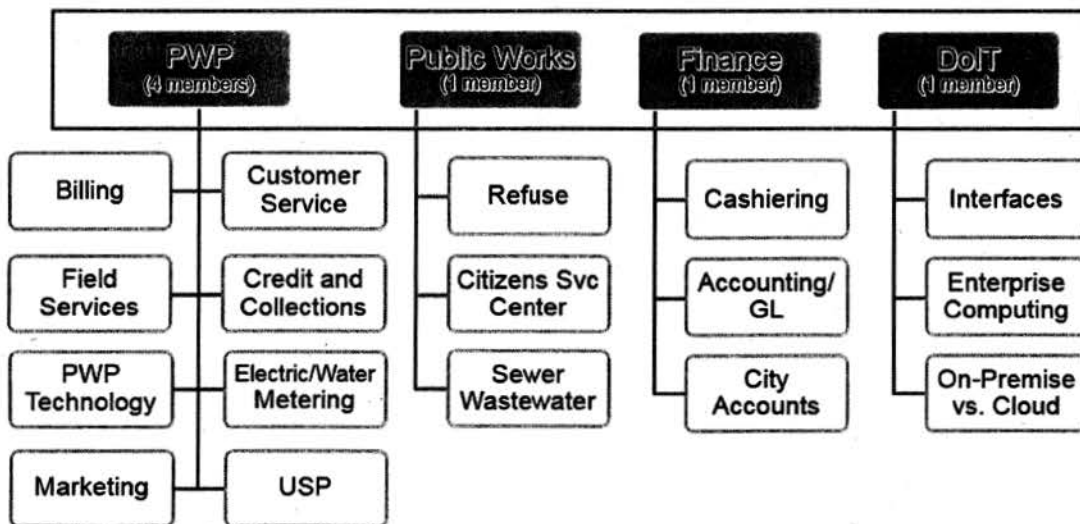 PWP
(4 members)
Public Works
(1 member)
Finance
(1 member)
DoIT
(1 member)
Billing
Customer
Service
Field
Services
Credit and
Collections
PWP
Technology
Electric/Water
Metering
Marketing
USP
Refuse
Citizens Svc
Center
Sewer
Wastewater
Cashiering
Accounting/
GL
City
Accounts
Interfaces
Enterprise
Computing
On-Premise
vs. Cloud